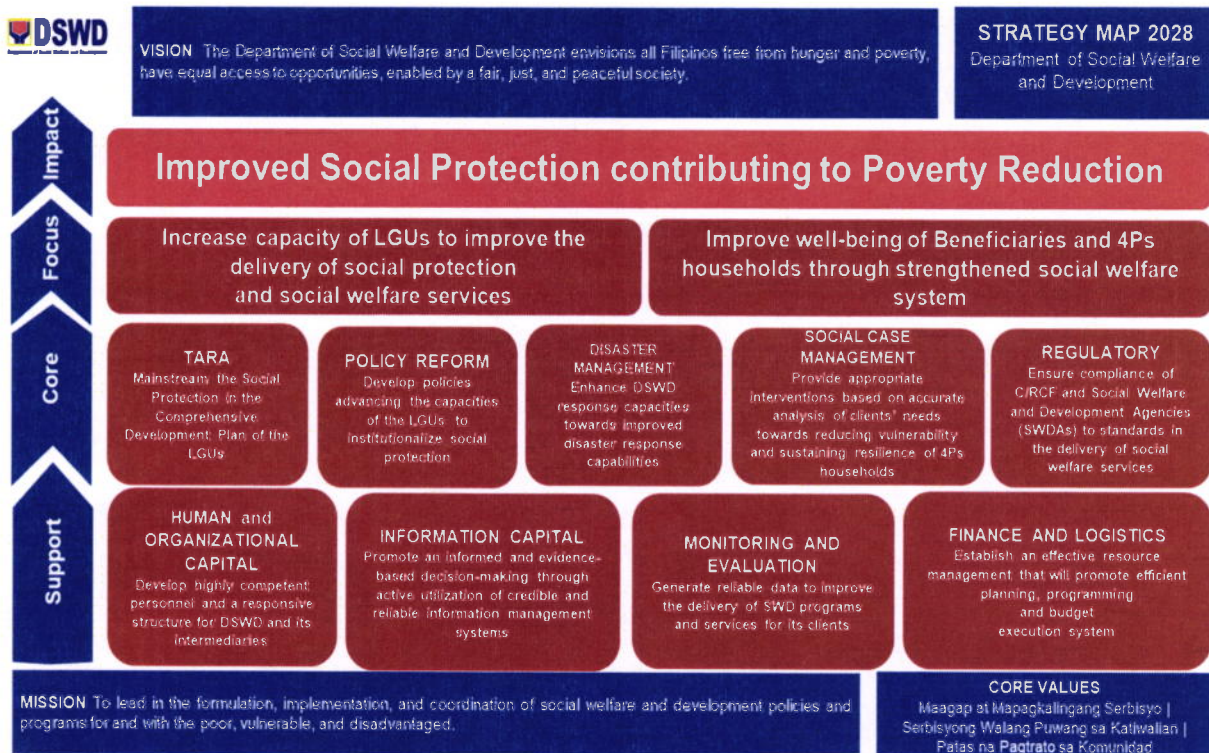 DSWD
Department of Social Welfare and Development
VISION The Department of Social Welfare and Development envisions all Filipinos free from hunger and poverty,
have equal access to opportunities, enabled by a fair, just, and peaceful society.
STRATEGY MAP 2028
Department of Social Welfare
and Development
Impact
Improved Social Protection contributing to Poverty Reduction
Focus
Increase capacity of LGUs to improve the
delivery of social protection
and social welfare services
Improve well-being of Beneficiaries and 4Ps
households through strengthened social welfare
system
Core
TARA
Mainstream the Social
Protection in the
Comprehensive
Development Plan of the
LGUs
POLICY REFORM
Develop policies
advancing the capacities
of the LGUs to
institutionalize social
protection
DISASTER
MANAGEMENT
Enhance DSWD
response capacities
towards improved
disaster response
capabilities
SOCIAL CASE
MANAGEMENT
Provide appropriate
interventions based on accurate
analysis of clients' needs
towards reducing vulnerability
and sustaining resilience of 4Ps
households
REGULATORY
Ensure compliance of
C/RCF and Social Welfare
and Development Agencies
(SWDAs) to standards in
the delivery of social
welfare services
Support
HUMAN and
ORGANIZATIONAL
CAPITAL
Develop highly competent
personnel and a responsive
structure for DSWD and its
intermediaries
INFORMATION CAPITAL
Promote an informed and evidence-
based decision-making through
active utilization of credible and
reliable information management
systems
MONITORING AND
EVALUATION
Generate reliable data to improve
the delivery of SWD programs
and services for its clients
FINANCE AND LOGISTICS
Establish an effective resource
management that will promote efficient
planning, programming
and budget
execution system
MISSION To lead in the formulation, implementation, and coordination of social welfare and development policies and
programs for and with the poor, vulnerable, and disadvantaged.
CORE VALUES
Maagap at Mapagkalingang Serbisyo |
Serbisyong Walang Puwang sa Katiwalian |
Patas na Pagtrato sa Komunidad